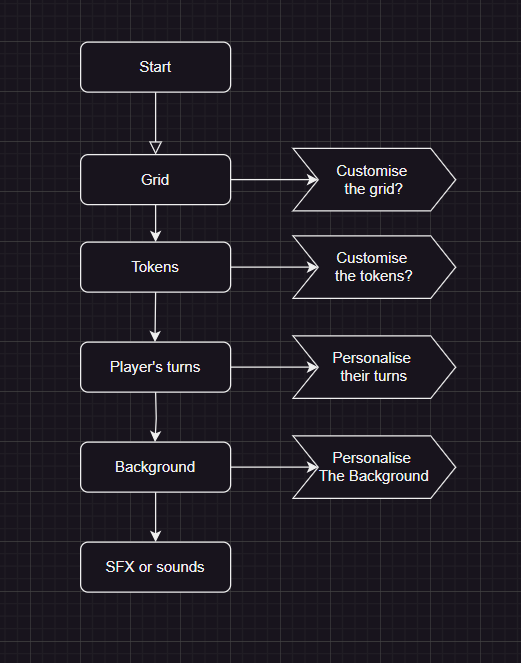 Start
Grid
Customise
the grid?
Tokens
Customise
the tokens?
Player's turns
Personalise
their turns
Background
Personalise
The Background
SFX or sounds